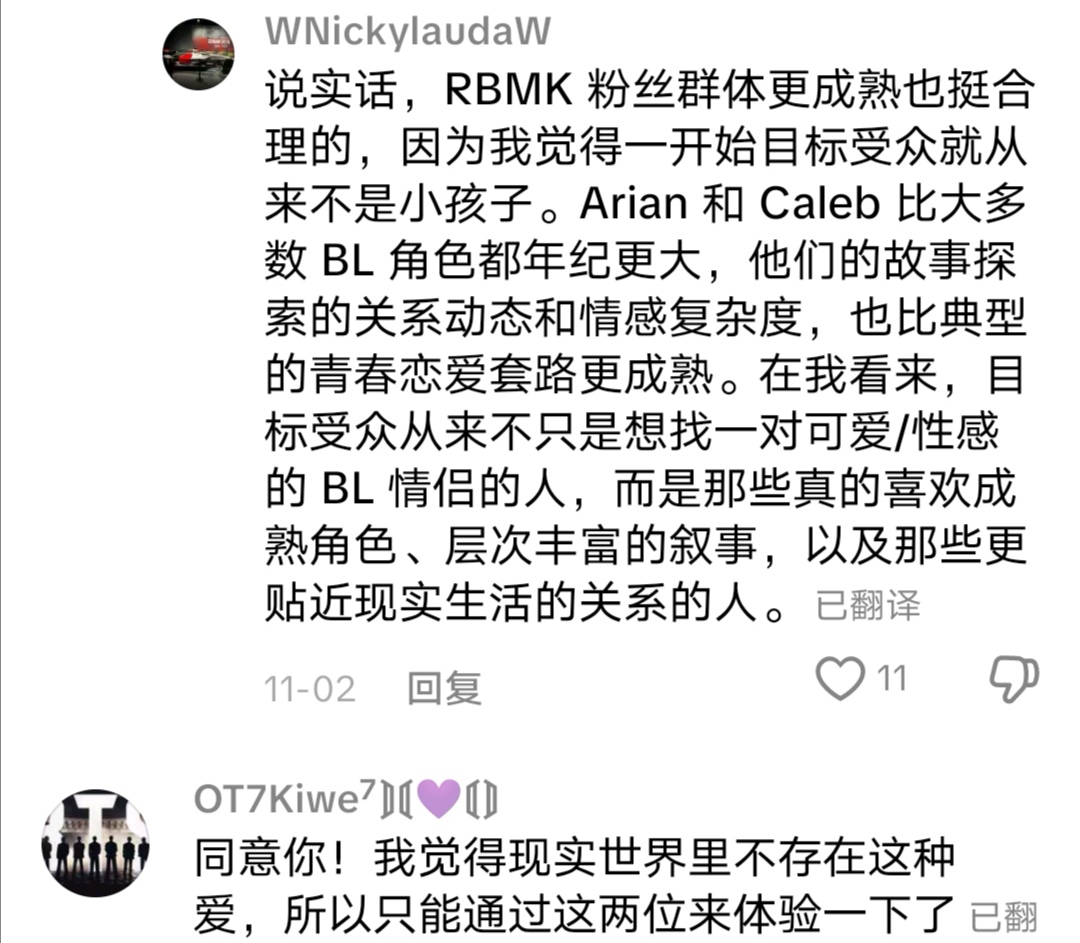 WNickylaudaW
说实话，RBMK 粉丝群体更成熟也挺合
理的，因为我觉得一开始目标受众就从
来不是小孩子。Arian 和 Caleb 比大多
数 BL 角色都年纪更大，他们的故事探
索的关系动态和情感复杂度，也比典型
的青春恋爱套路更成熟。在我看来，目
标受众从来不只是想找一对可爱/性感
的 BL 情侣的人，而是那些真的喜欢成
熟角色、层次丰富的叙事，以及那些更
贴近现实生活的关系的人。 已翻译
11-02 回复 11
OT7Kiwe⁷⟭⟬💜⟬⟭
同意你！我觉得现实世界里不存在这种
爱，所以只能通过这两位来体验一下了 已翻